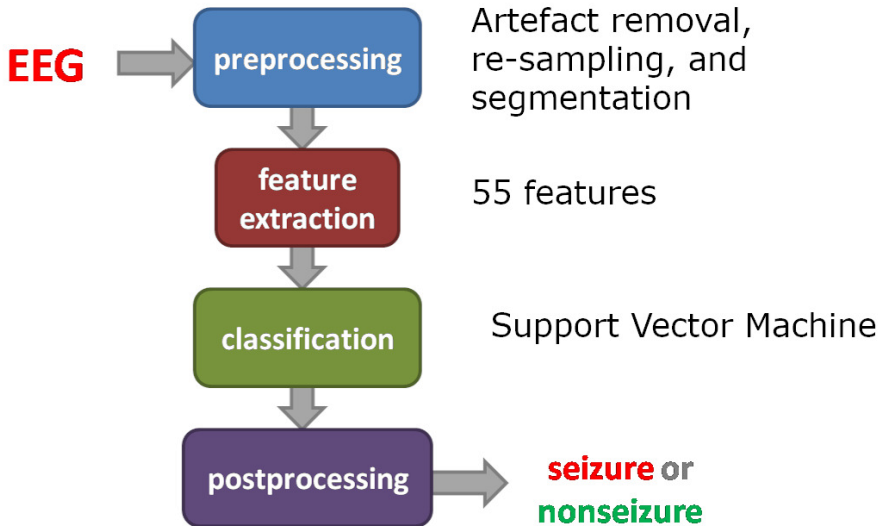 EEG
preprocessing
Artefact removal,
re-sampling, and
segmentation
feature
extraction
55 features
classification
Support Vector Machine
postprocessing
seizure or
nonseizure